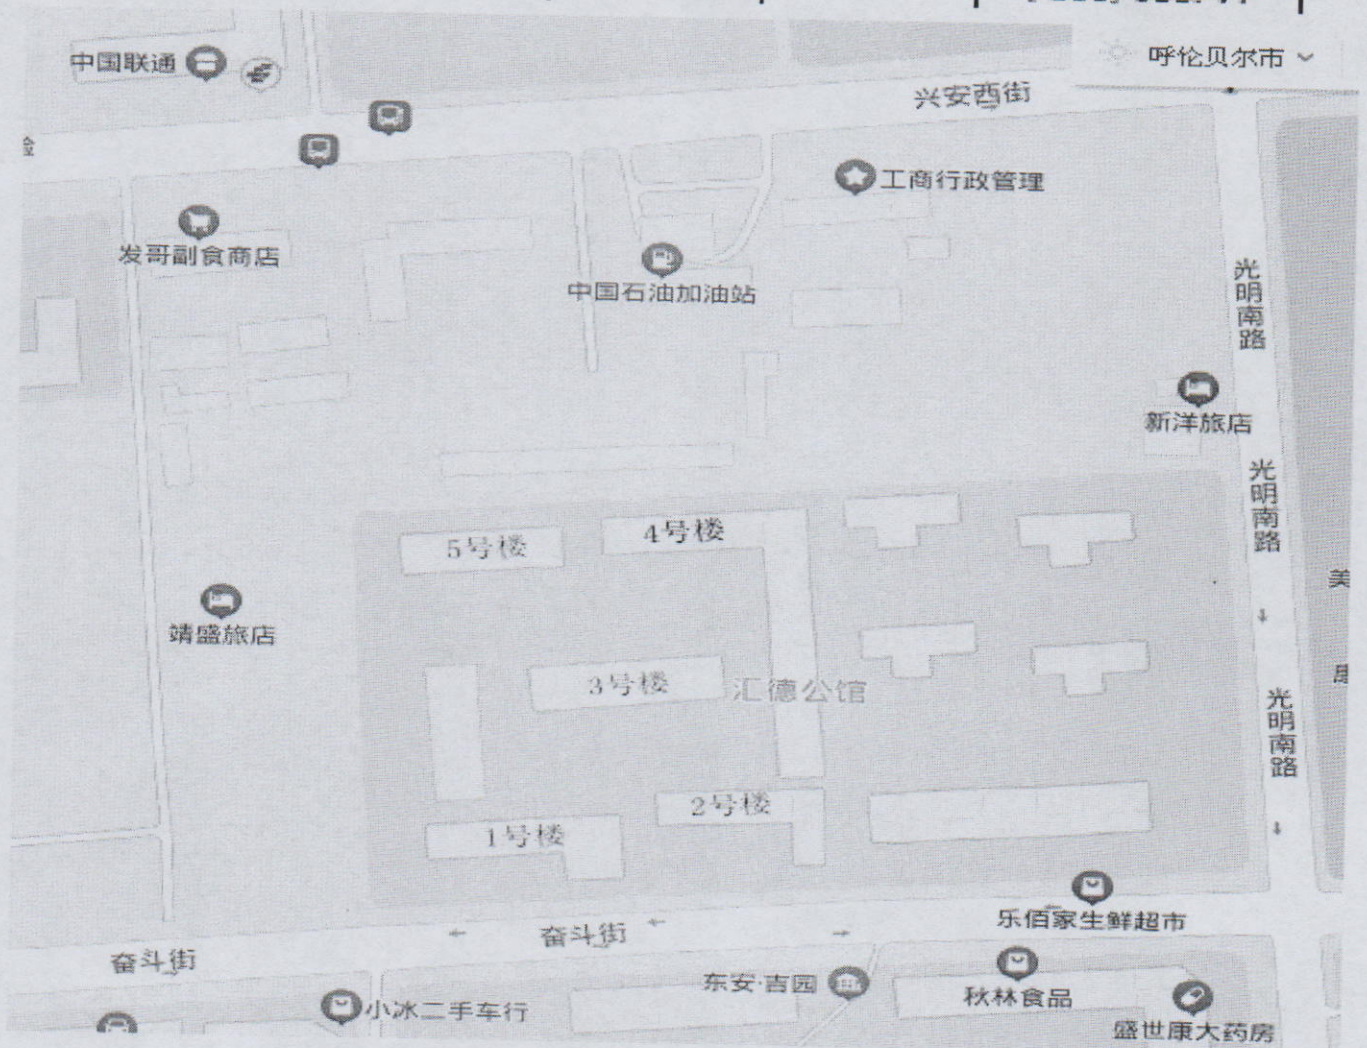 中国联通
呼伦贝尔市
兴安西街
工商行政管理
发哥副食商店
中国石油加油站
光明南路
新洋旅店
光明南路
5号楼
4号楼
美
靖盛旅店
3号楼
汇德公馆
光明南路
2号楼
1号楼
乐佰家生鲜超市
奋斗街
奋斗街
东安·吉园
秋林食品
小冰二手车行
盛世康大药房